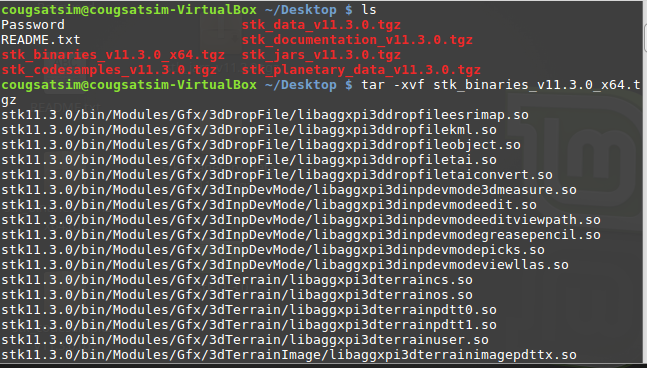 cougsatsim@cougsatsim-VirtualBox ~/Desktop $ ls
Password stk_data_v11.3.0.tgz
README.txt stk_documentation_v11.3.0.tgz
stk_binaries_v11.3.0_x64.tgz stk_jars_v11.3.0.tgz
stk_codesamples_v11.3.0.tgz stk_planetary_data_v11.3.0.tgz
cougsatsim@cougsatsim-VirtualBox ~/Desktop $ tar -xvf stk_binaries_v11.3.0_x64.t
gz
stk11.3.0/bin/Modules/Gfx/3dDropFile/libaggxpi3ddropfileesrimap.so
stk11.3.0/bin/Modules/Gfx/3dDropFile/libaggxpi3ddropfilekml.so
stk11.3.0/bin/Modules/Gfx/3dDropFile/libaggxpi3ddropfileobject.so
stk11.3.0/bin/Modules/Gfx/3dDropFile/libaggxpi3ddropfiletai.so
stk11.3.0/bin/Modules/Gfx/3dDropFile/libaggxpi3ddropfiletaiconvert.so
stk11.3.0/bin/Modules/Gfx/3dInpDevMode/libaggxpi3dinpdevmode3dmeasure.so
stk11.3.0/bin/Modules/Gfx/3dInpDevMode/libaggxpi3dinpdevmodeedit.so
stk11.3.0/bin/Modules/Gfx/3dInpDevMode/libaggxpi3dinpdevmodeeditviewpath.so
stk11.3.0/bin/Modules/Gfx/3dInpDevMode/libaggxpi3dinpdevmodegreasepencil.so
stk11.3.0/bin/Modules/Gfx/3dInpDevMode/libaggxpi3dinpdevmodepicks.so
stk11.3.0/bin/Modules/Gfx/3dInpDevMode/libaggxpi3dinpdevmodeviewllas.so
stk11.3.0/bin/Modules/Gfx/3dTerrain/libaggxpi3dterraincs.so
stk11.3.0/bin/Modules/Gfx/3dTerrain/libaggxpi3dterrainos.so
stk11.3.0/bin/Modules/Gfx/3dTerrain/libaggxpi3dterrainpdtt0.so
stk11.3.0/bin/Modules/Gfx/3dTerrain/libaggxpi3dterrainpdtt1.so
stk11.3.0/bin/Modules/Gfx/3dTerrain/libaggxpi3dterrainuser.so
stk11.3.0/bin/Modules/Gfx/3dTerrainImage/libaggxpi3dterrainimagepdttx.so